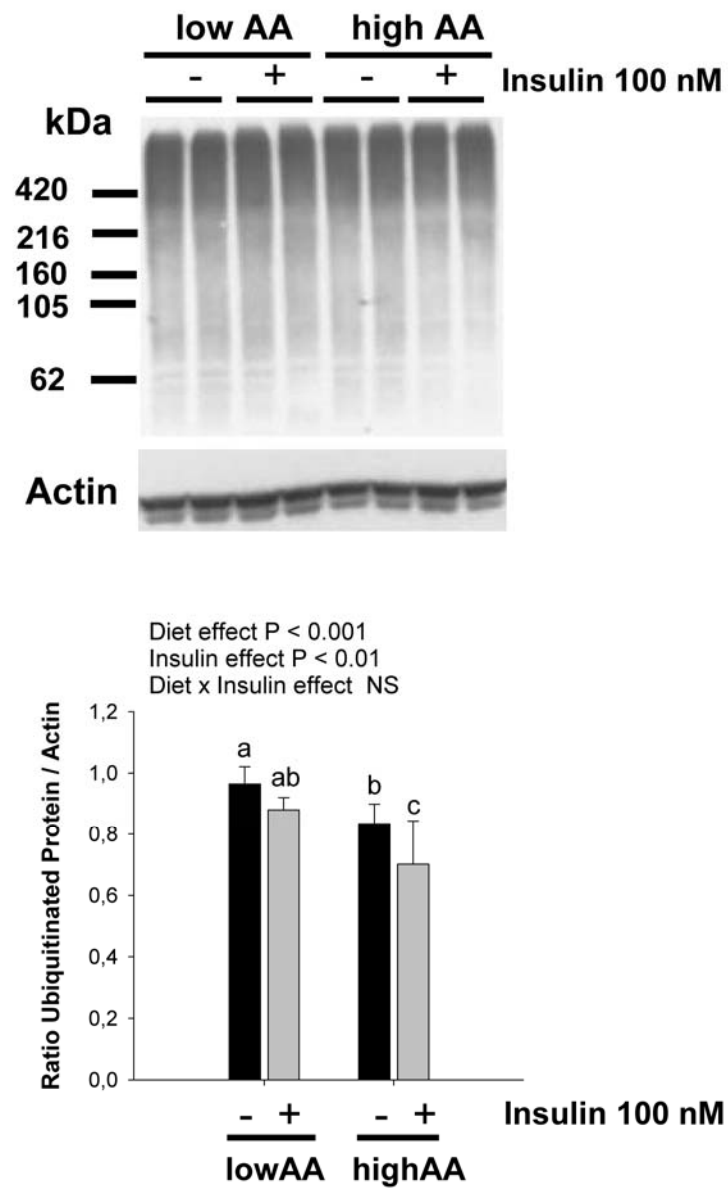 low AA high AA
- + - + Insulin 100 nM
kDa
420
216
160
105
62
Actin
Diet effect P < 0.001
Insulin effect P < 0.01
Diet x Insulin effect NS
Ratio Ubiquitinated Protein / Actin
1,2
1,0
0,8
0,6
0,4
0,2
0,0
a ab b c
- + - + Insulin 100 nM
lowAA highAA